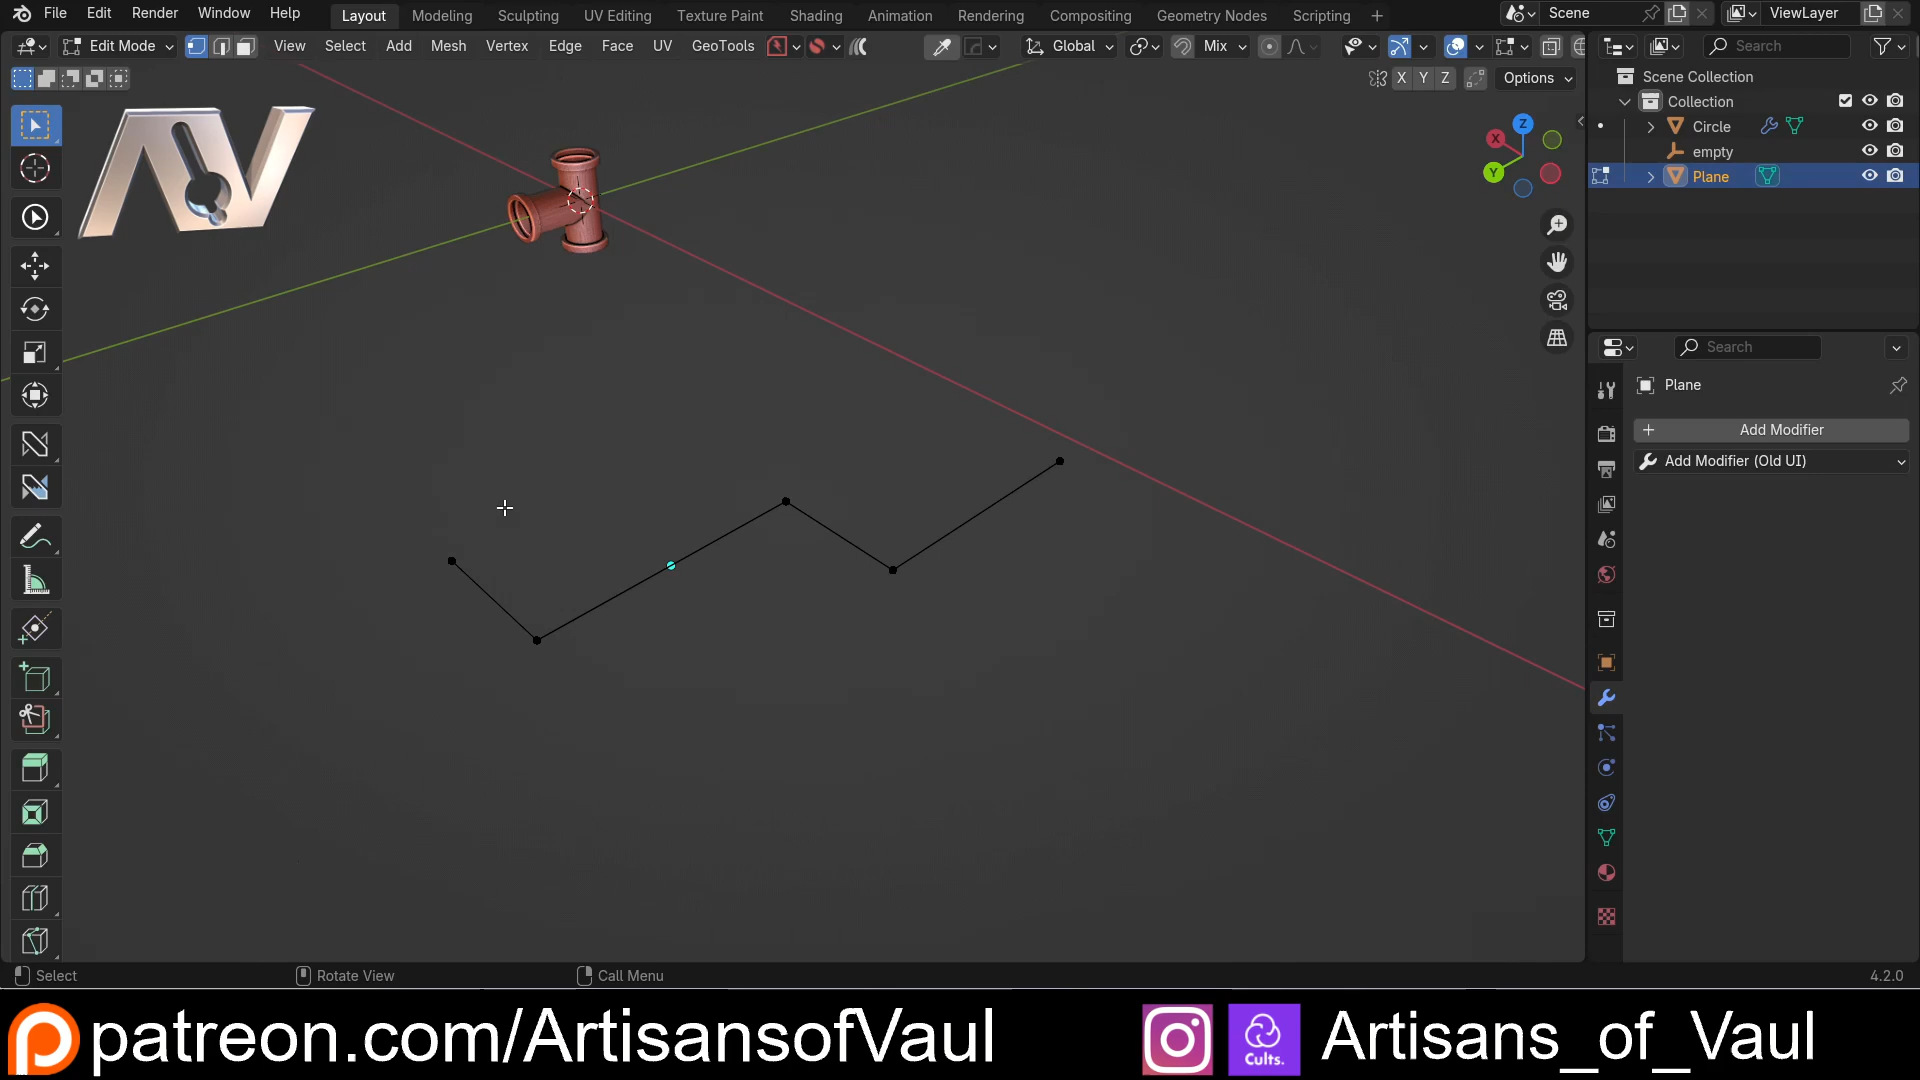 File Edit Render Window Help Layout Modeling Sculpting UV Editing Texture Paint Shading Animation Rendering Compositing Geometry Nodes Scripting + Scene ViewLayer
Edit Mode View Select Add Mesh Vertex Edge Face UV GeoTools Global Mix Search
X Y Z Options
Scene Collection
Collection
Circle
empty
Plane
AV
Z
X
Y
Search
Plane
+ Add Modifier
Add Modifier (Old UI)
Select Rotate View Call Menu 4.2.0
patreon.com/ArtisansofVaul Cults. Artisans_of_Vaul